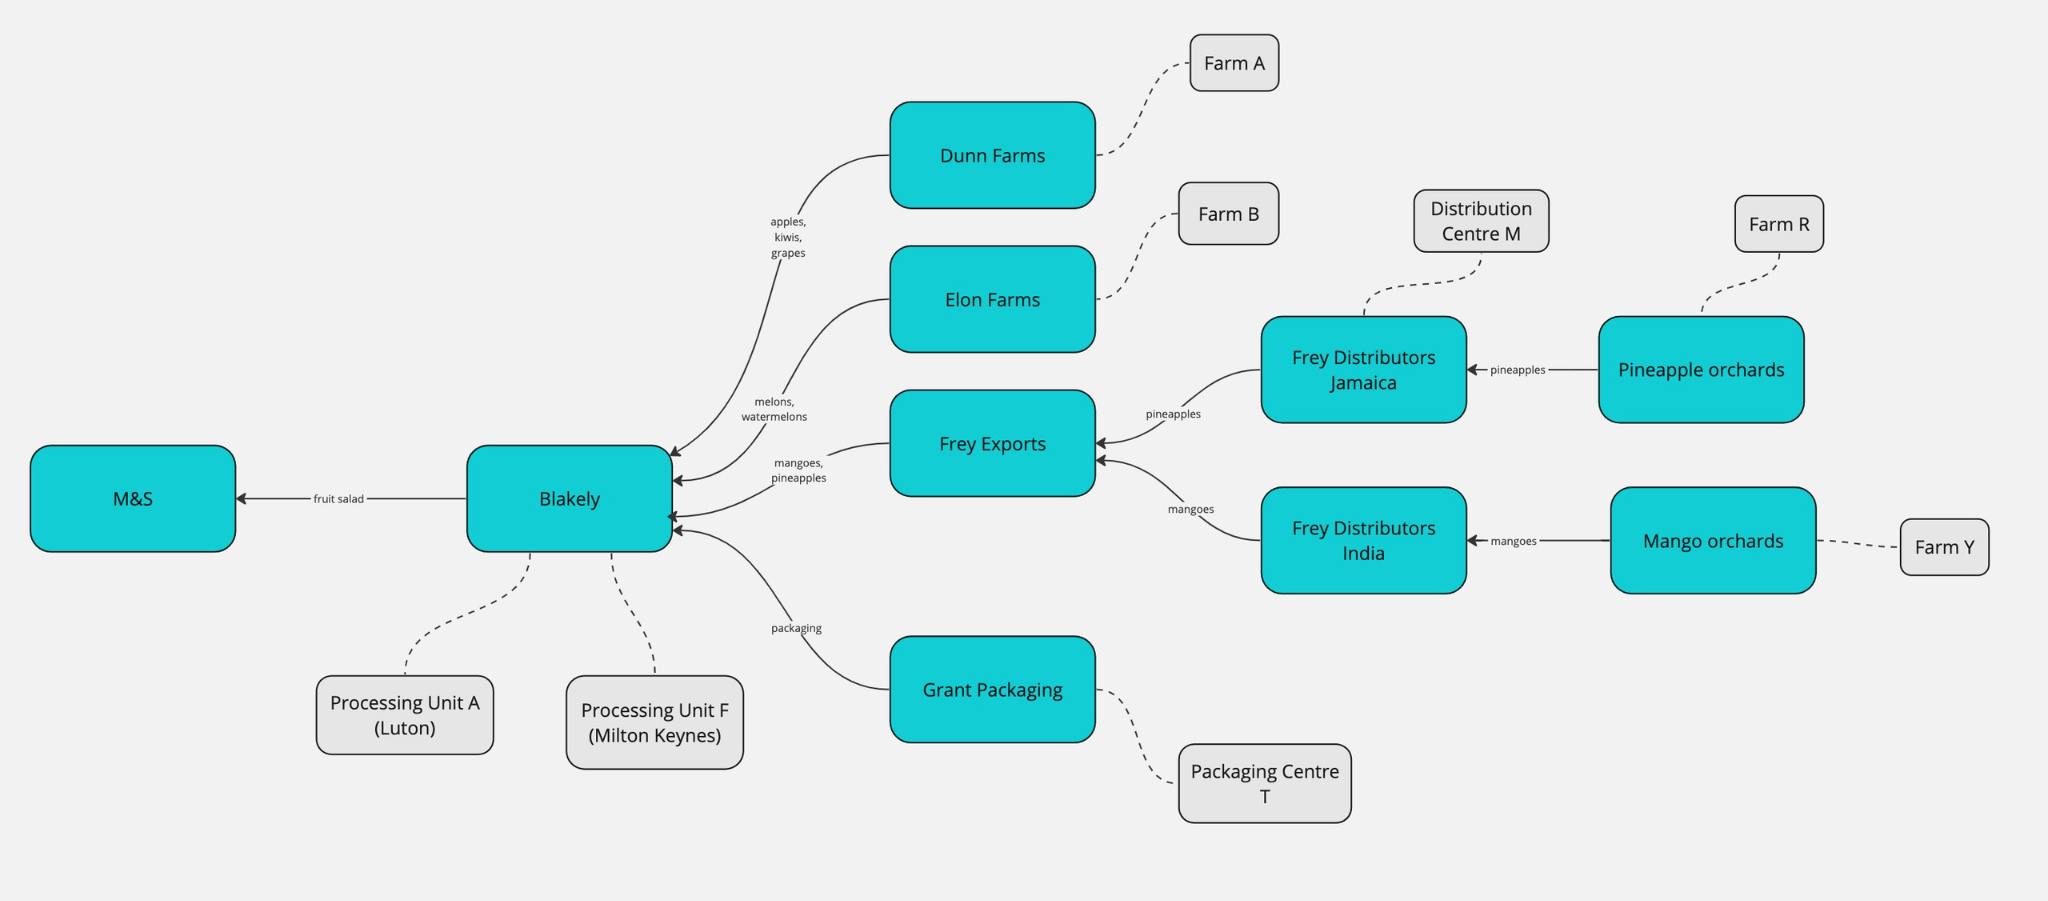 Farm A
Dunn Farms
apples,
kiwis,
grapes
Farm B
Elon Farms
melons,
watermelons
Distribution
Centre M
Farm R
Frey Distributors
Jamaica
pineapples
Pineapple orchards
pineapples
Frey Exports
mangoes,
pineapples
M&S
fruit salad
Blakely
mangoes
Frey Distributors
India
mangoes
Mango orchards
Farm Y
packaging
Grant Packaging
Processing Unit A
(Luton)
Processing Unit F
(Milton Keynes)
Packaging Centre
T